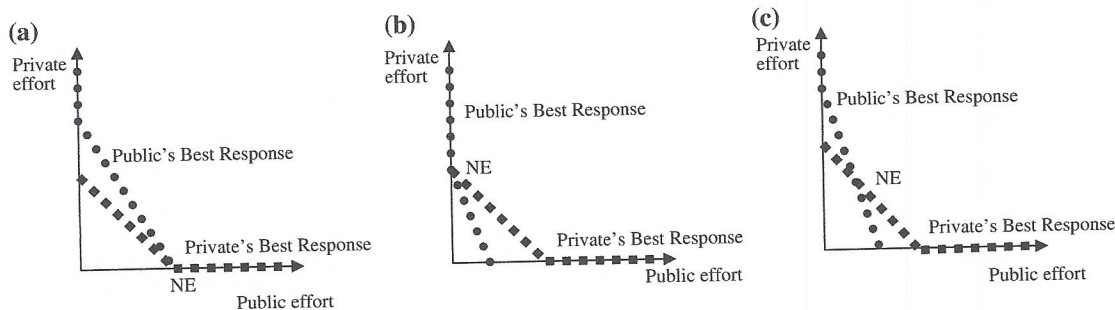 (a)
Private
effort
Public's Best Response
Private's Best Response
NE
Public effort
(b)
Private
effort
Public's Best Response
NE
Private's Best Response
Public effort
(c)
Private
effort
Public's Best Response
NE
Private's Best Response
Public effort